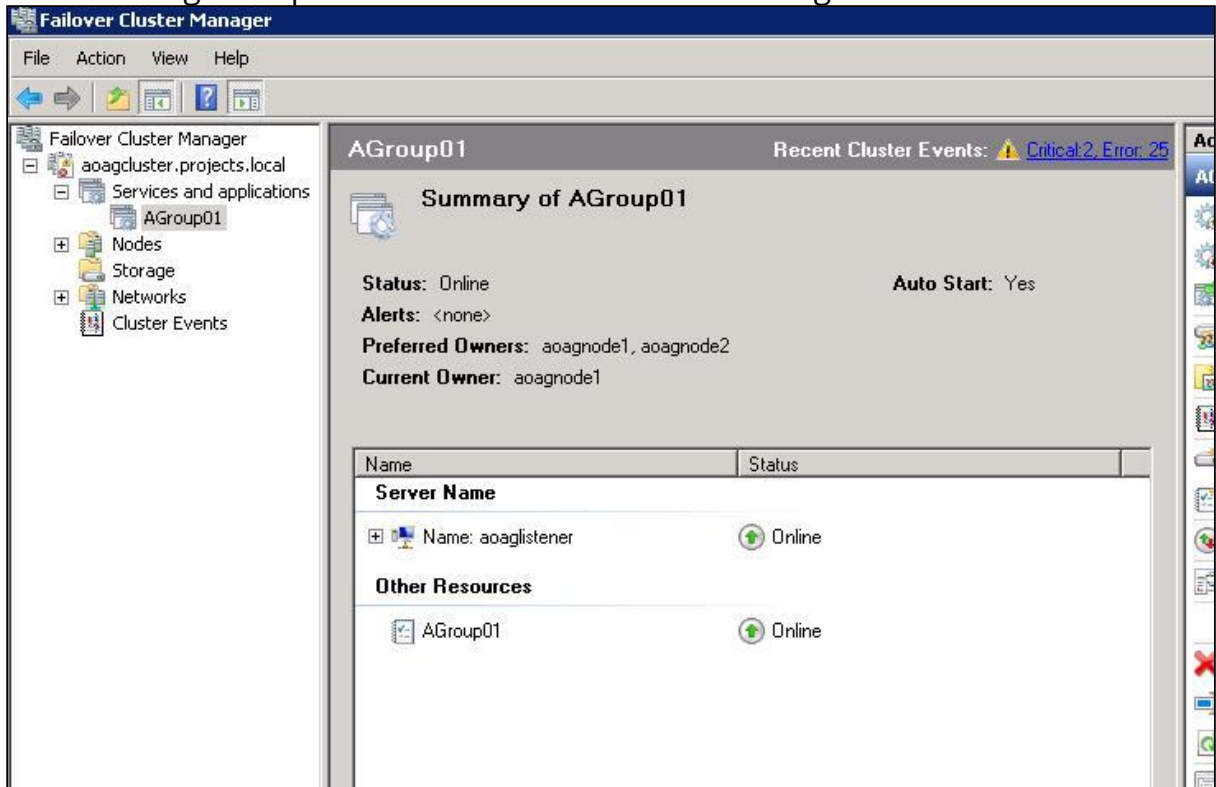 Failover Cluster Manager
File Action View Help
Failover Cluster Manager
aoagcluster.projects.local
Services and applications
AGroup01
Nodes
Storage
Networks
Cluster Events
AGroup01 Recent Cluster Events: Critical:2, Error: 25
Summary of AGroup01
Status: Online Auto Start: Yes
Alerts: <none>
Preferred Owners: aoagnode1, aoagnode2
Current Owner: aoagnode1
Name Status
Server Name
Name: aoaglistener Online
Other Resources
AGroup01 Online